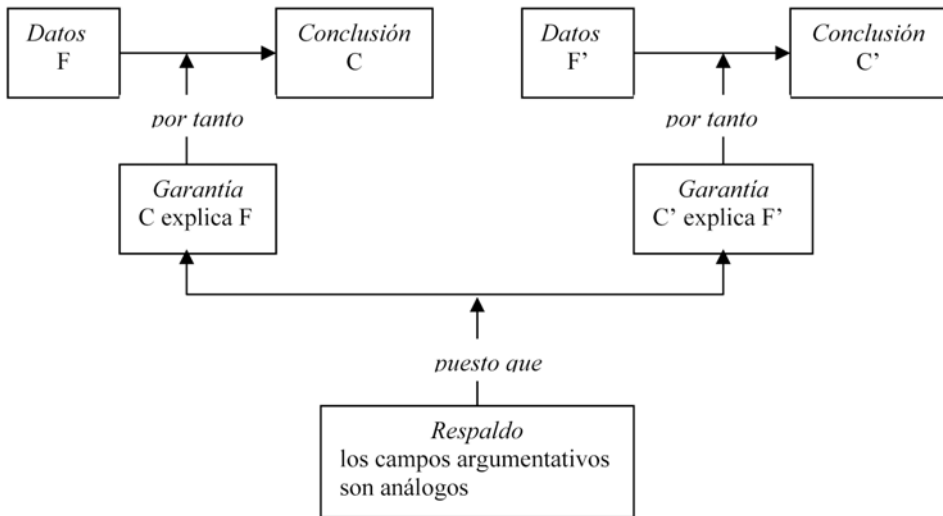 Datos
F
Conclusión
C
Datos
F’
Conclusión
C’
por tanto
por tanto
Garantía
C explica F
Garantía
C’ explica F’
puesto que
Respaldo
los campos argumentativos
son análogos